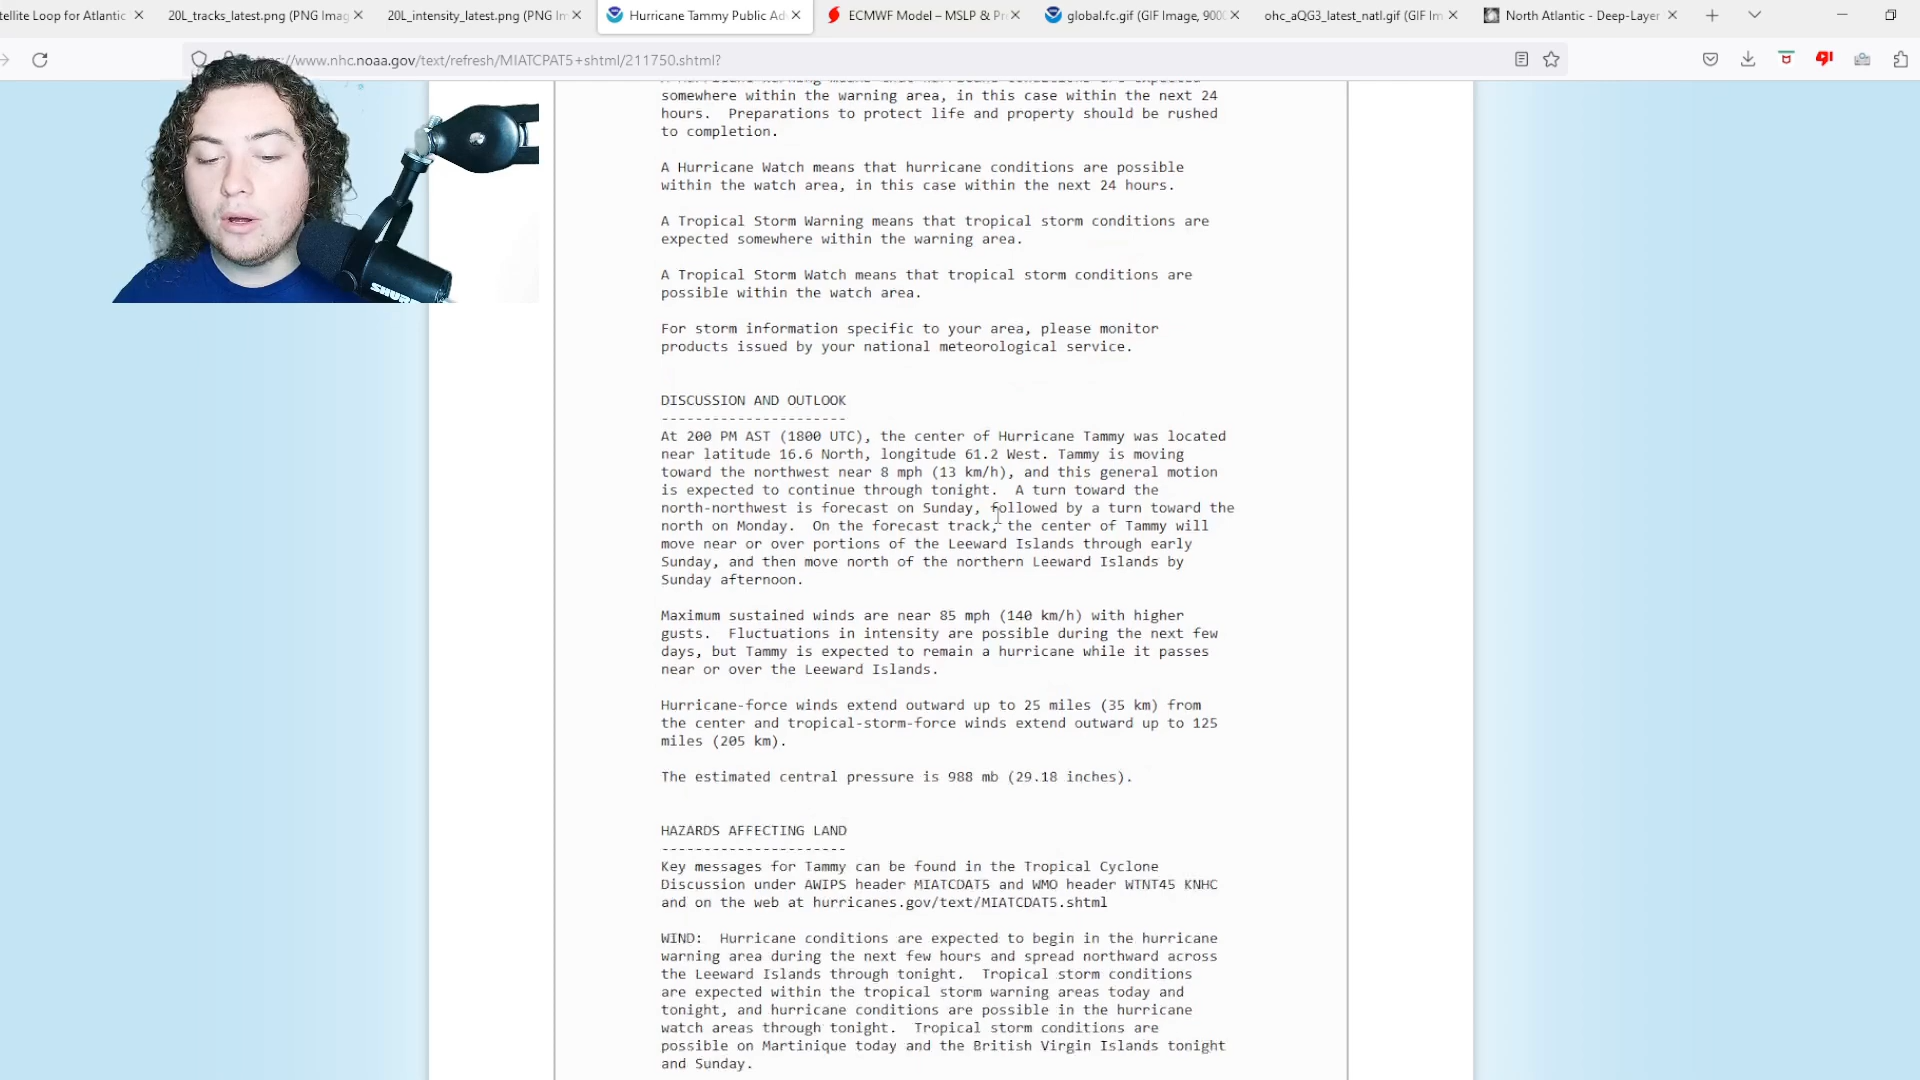 tellite Loop for Atlantic
20L_tracks_latest.png (PNG Imag
20L_intensity_latest.png (PNG Im
Hurricane Tammy Public Ad
ECMWF Model – MSLP & Pr
global.fc.gif (GIF Image, 900
ohc_aQG3_latest_natl.gif (GIF Im
North Atlantic - Deep-Layer
www.nhc.noaa.gov/text/refresh/MIATCPAT5+shtml/211750.shtml?
A Hurricane Warning means that hurricane conditions are expected
somewhere within the warning area, in this case within the next 24
hours. Preparations to protect life and property should be rushed
to completion.
A Hurricane Watch means that hurricane conditions are possible
within the watch area, in this case within the next 24 hours.
A Tropical Storm Warning means that tropical storm conditions are
expected somewhere within the warning area.
A Tropical Storm Watch means that tropical storm conditions are
possible within the watch area.
For storm information specific to your area, please monitor
products issued by your national meteorological service.
DISCUSSION AND OUTLOOK
----------------------
At 200 PM AST (1800 UTC), the center of Hurricane Tammy was located
near latitude 16.6 North, longitude 61.2 West. Tammy is moving
toward the northwest near 8 mph (13 km/h), and this general motion
is expected to continue through tonight. A turn toward the
north-northwest is forecast on Sunday, followed by a turn toward the
north on Monday. On the forecast track, the center of Tammy will
move near or over portions of the Leeward Islands through early
Sunday, and then move north of the northern Leeward Islands by
Sunday afternoon.
Maximum sustained winds are near 85 mph (140 km/h) with higher
gusts. Fluctuations in intensity are possible during the next few
days, but Tammy is expected to remain a hurricane while it passes
near or over the Leeward Islands.
Hurricane-force winds extend outward up to 25 miles (35 km) from
the center and tropical-storm-force winds extend outward up to 125
miles (205 km).
The estimated central pressure is 988 mb (29.18 inches).
HAZARDS AFFECTING LAND
----------------------
Key messages for Tammy can be found in the Tropical Cyclone
Discussion under AWIPS header MIATCDAT5 and WMO header WTNT45 KNHC
and on the web at hurricanes.gov/text/MIATCDAT5.shtml
WIND: Hurricane conditions are expected to begin in the hurricane
warning area during the next few hours and spread northward across
the Leeward Islands through tonight. Tropical storm conditions
are expected within the tropical storm warning areas today and
tonight, and hurricane conditions are possible in the hurricane
watch areas through tonight. Tropical storm conditions are
possible on Martinique today and the British Virgin Islands tonight
and Sunday.
SHURE